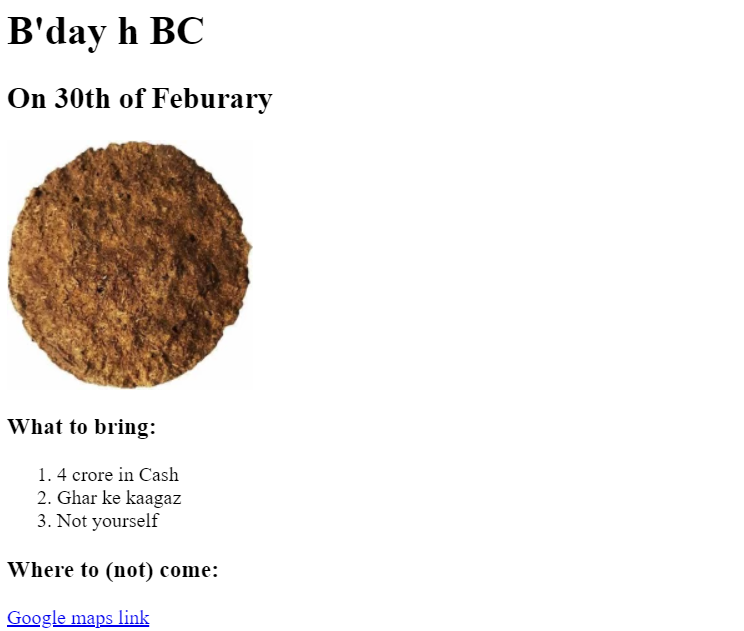 B'day h BC
On 30th of Feburary
What to bring:
1. 4 crore in Cash
2. Ghar ke kaagaz
3. Not yourself
Where to (not) come:
Google maps link